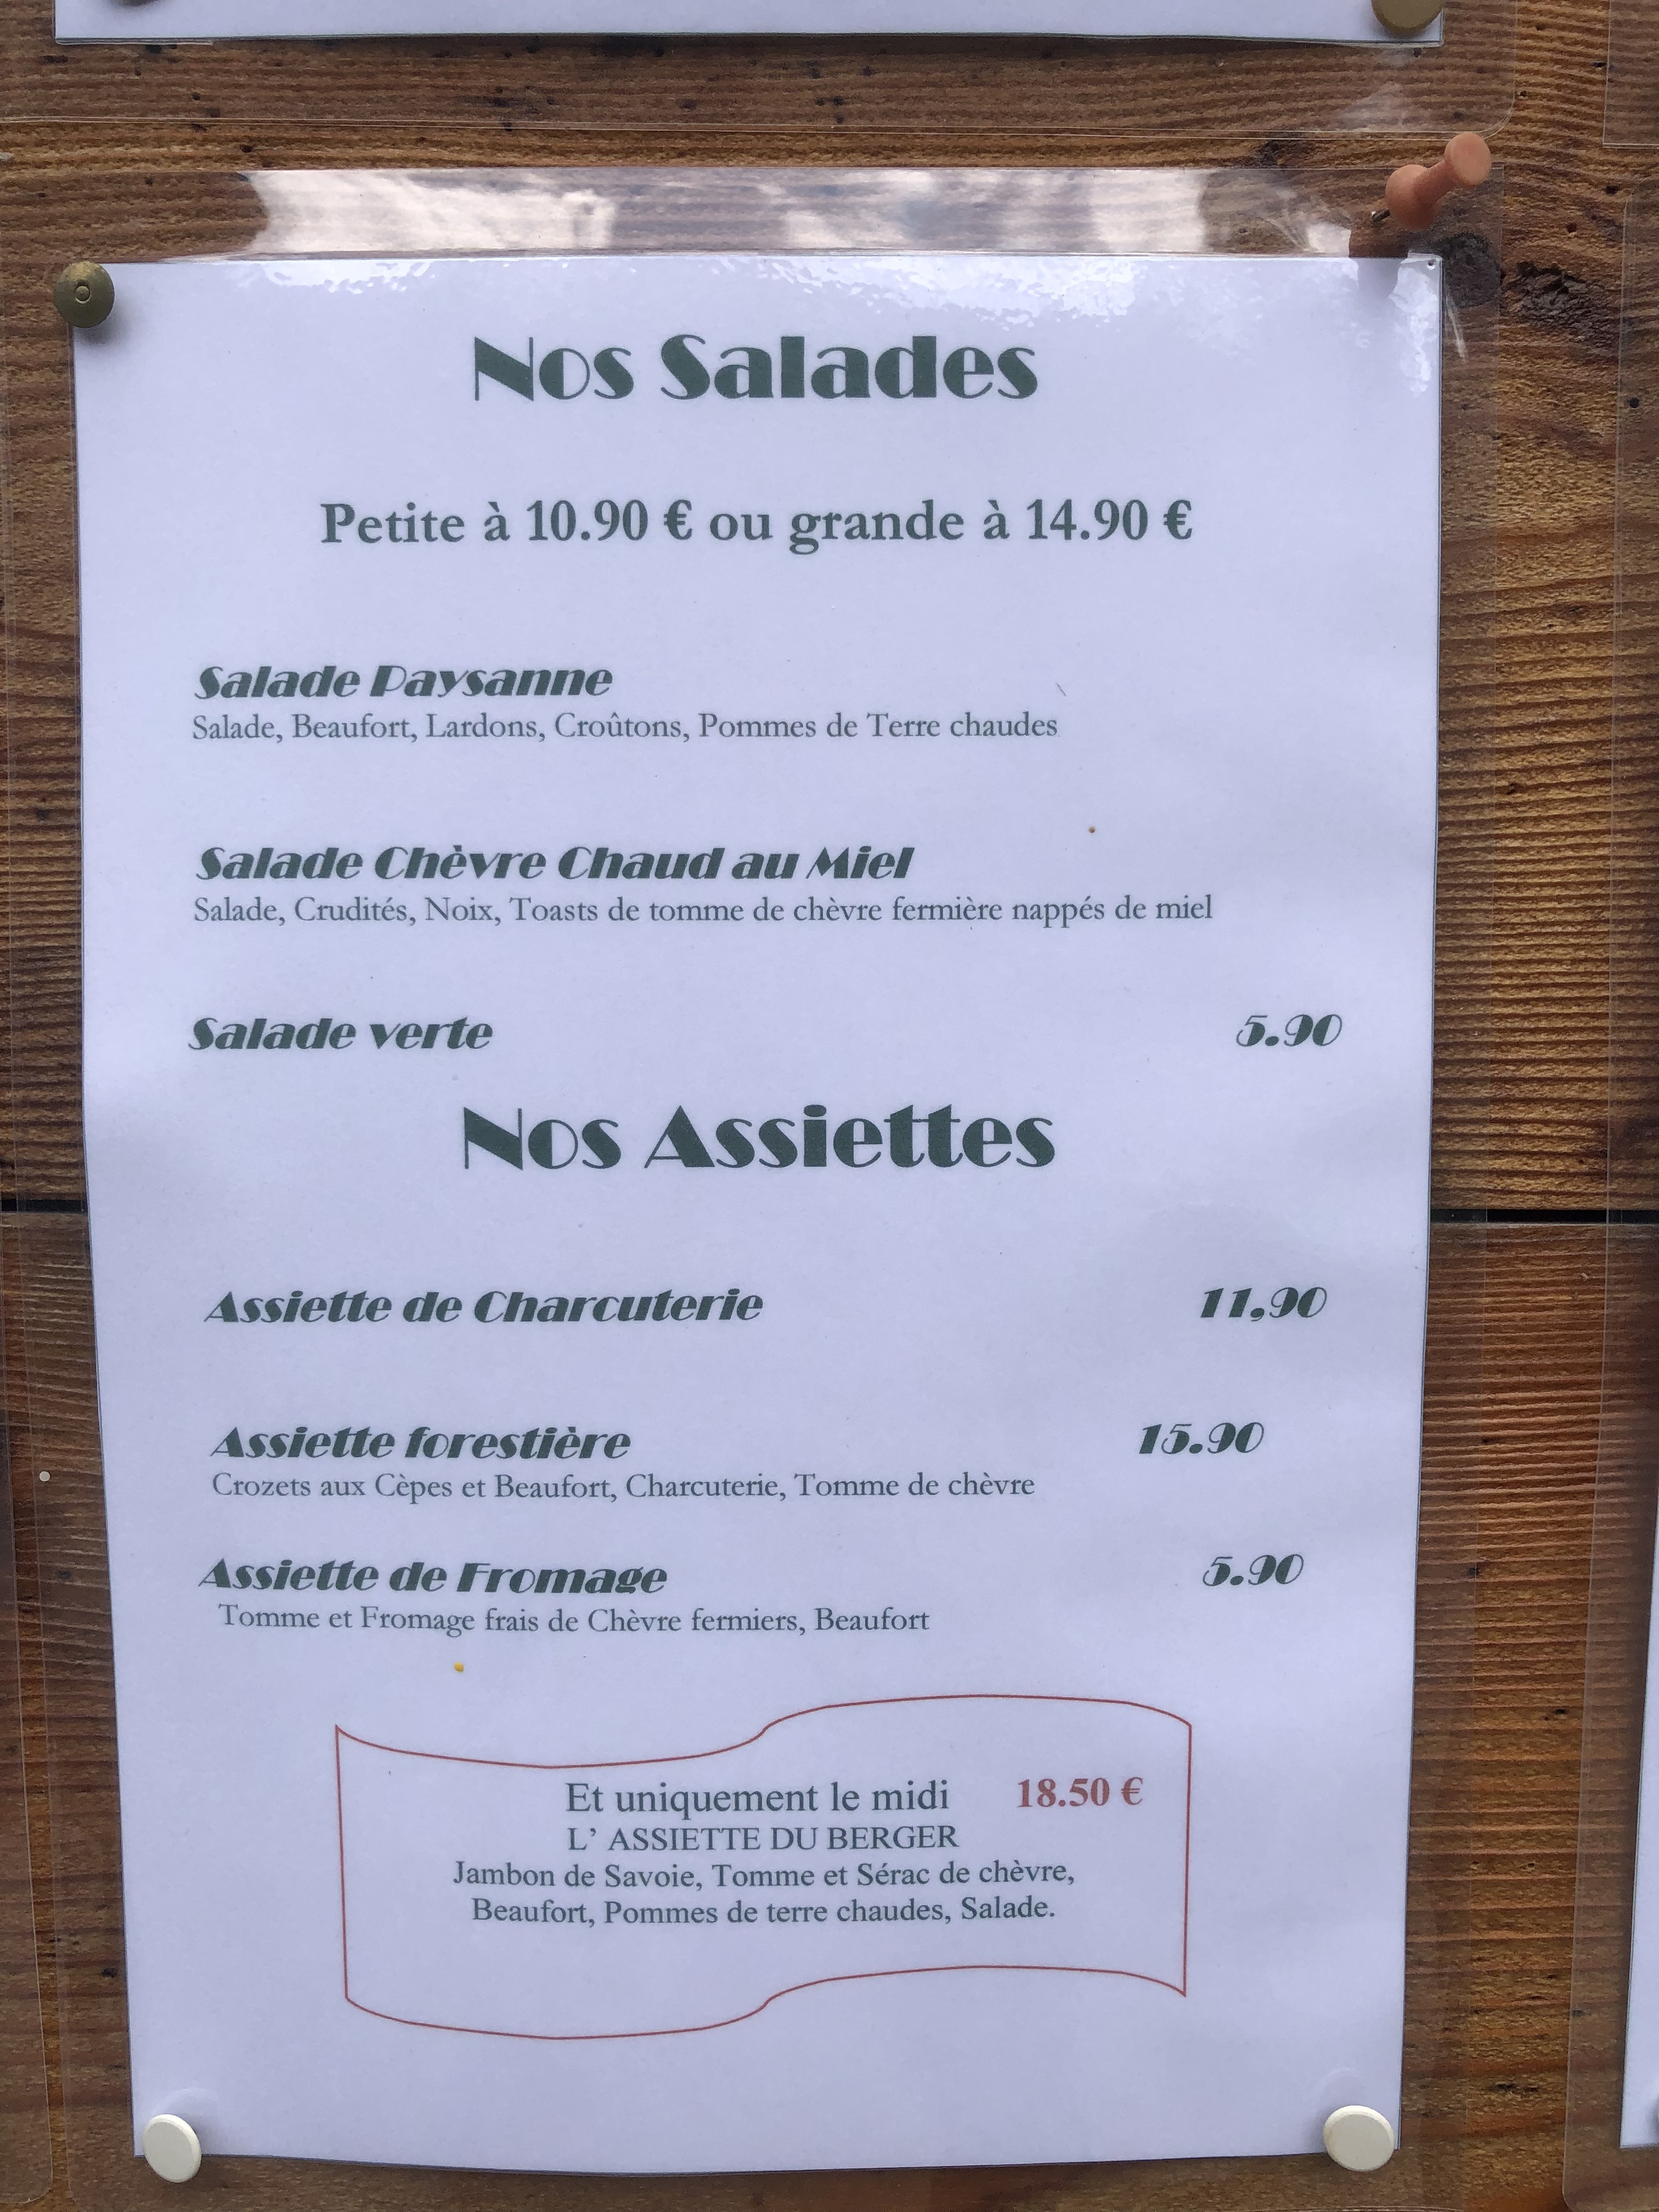 Nos Salades
Petite à 10.90 € ou grande à 14.90 €
Salade Paysanne
Salade, Beaufort, Lardons, Croûtons, Pommes de Terre chaudes
Salade Chèvre Chaud au Miel
Salade, Crudités, Noix, Toasts de tomme de chèvre fermière nappés de miel
Salade verte 5.90
Nos Assiettes
Assiette de Charcuterie 11,90
Assiette forestière 15.90
Crozets aux Cèpes et Beaufort, Charcuterie, Tomme de chèvre
Assiette de Fromage 5.90
Tomme et Fromage frais de Chèvre fermiers, Beaufort
Et uniquement le midi 18.50 €
L' ASSIETTE DU BERGER
Jambon de Savoie, Tomme et Sérac de chèvre,
Beaufort, Pommes de terre chaudes, Salade.